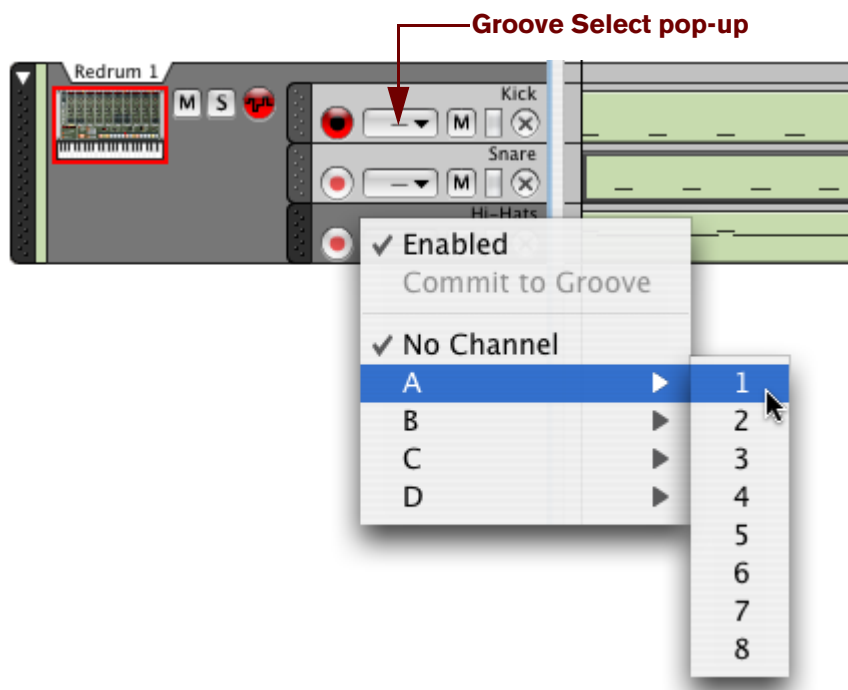 Groove Select pop-up
Redrum 1
M S
Kick
M
Snare
M
Hi-Hats
Enabled
Commit to Groove
No Channel
A
B
C
D
1
2
3
4
5
6
7
8